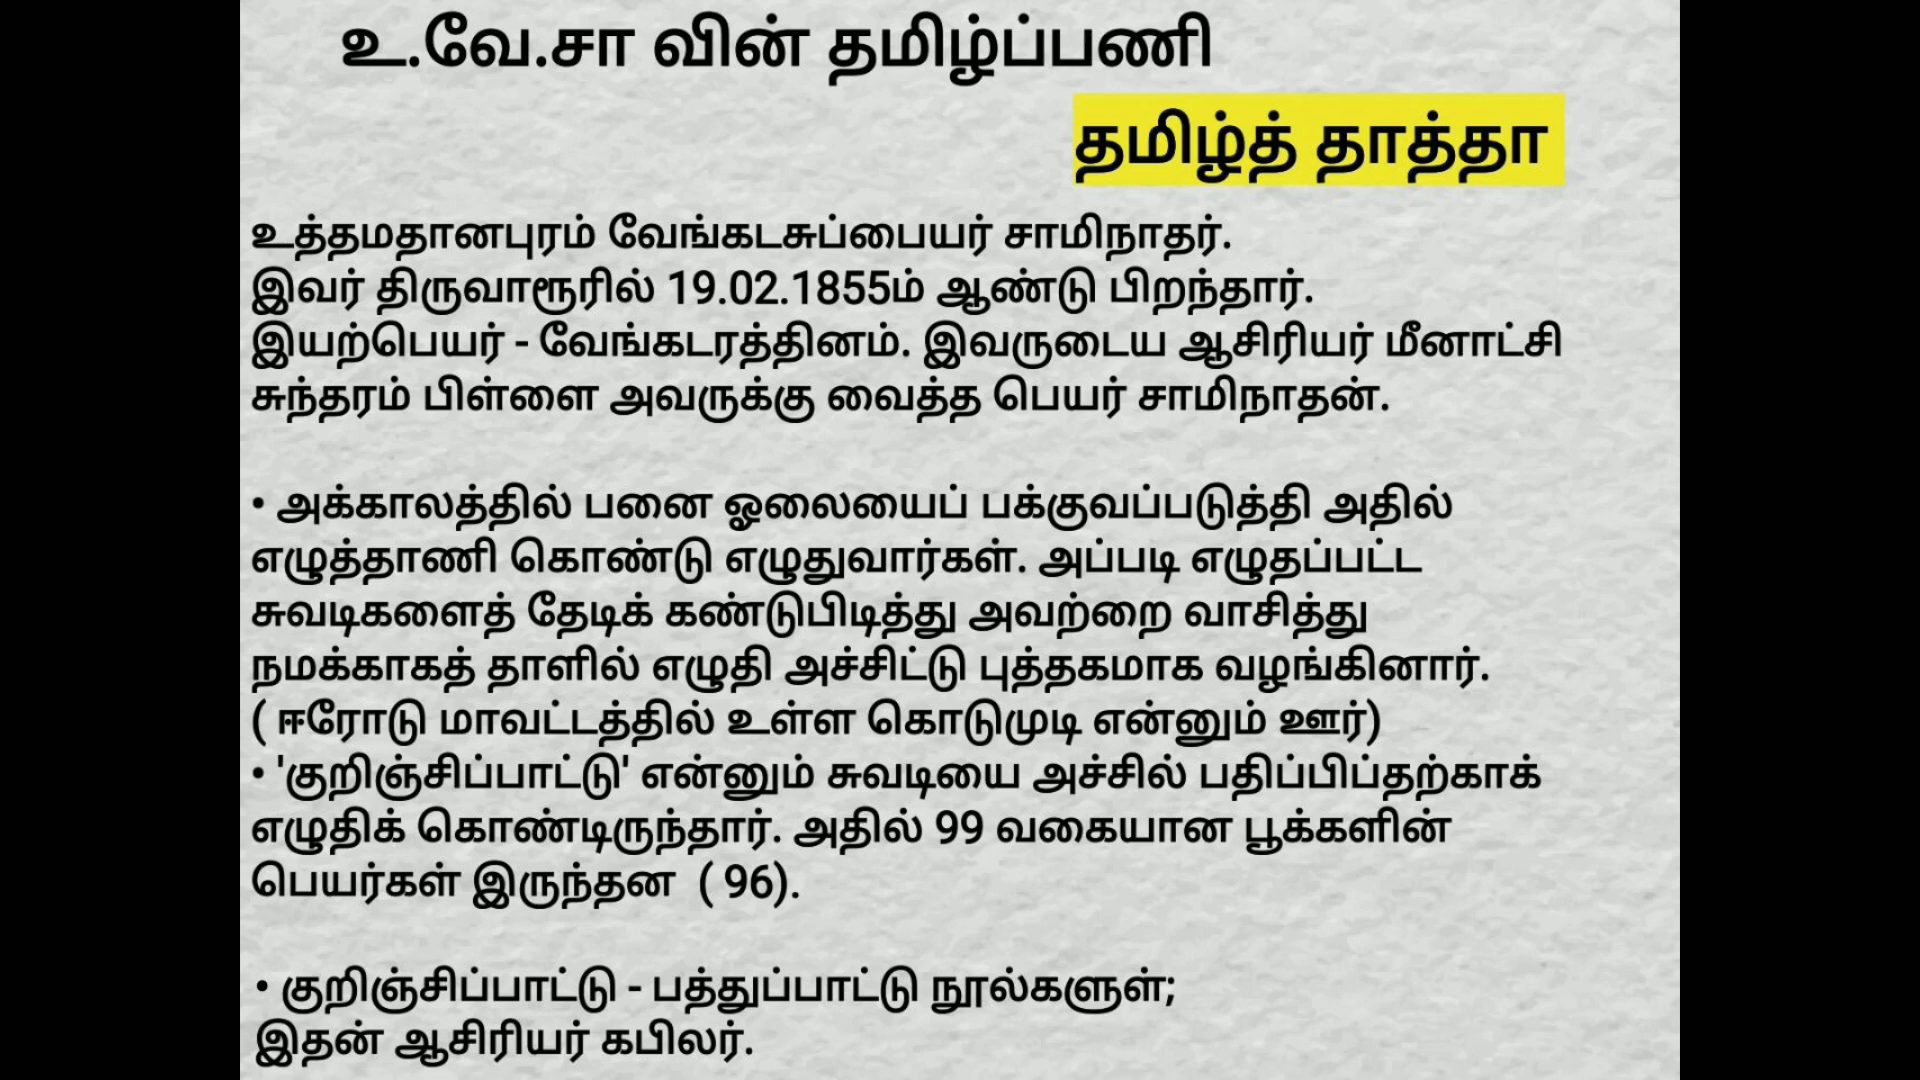 உ.வே.சா வின் தமிழ்ப்பணி
தமிழ்த் தாத்தா
உத்தமதானபுரம் வேங்கடசுப்பையர் சாமிநாதர்.
இவர் திருவாரூரில் 19.02.1855ம் ஆண்டு பிறந்தார்.
இயற்பெயர் - வேங்கடரத்தினம். இவருடைய ஆசிரியர் மீனாட்சி
சுந்தரம் பிள்ளை அவருக்கு வைத்த பெயர் சாமிநாதன்.
• அக்காலத்தில் பனை ஓலையைப் பக்குவப்படுத்தி அதில்
எழுத்தாணி கொண்டு எழுதுவார்கள். அப்படி எழுதப்பட்ட
சுவடிகளைத் தேடிக் கண்டுபிடித்து அவற்றை வாசித்து
நமக்காகத் தாளில் எழுதி அச்சிட்டு புத்தகமாக வழங்கினார்.
( ஈரோடு மாவட்டத்தில் உள்ள கொடுமுடி என்னும் ஊர்)
• 'குறிஞ்சிப்பாட்டு' என்னும் சுவடியை அச்சில் பதிப்பிப்தற்காக்
எழுதிக் கொண்டிருந்தார். அதில் 99 வகையான பூக்களின்
பெயர்கள் இருந்தன ( 96).
• குறிஞ்சிப்பாட்டு - பத்துப்பாட்டு நூல்களுள்;
இதன் ஆசிரியர் கபிலர்.